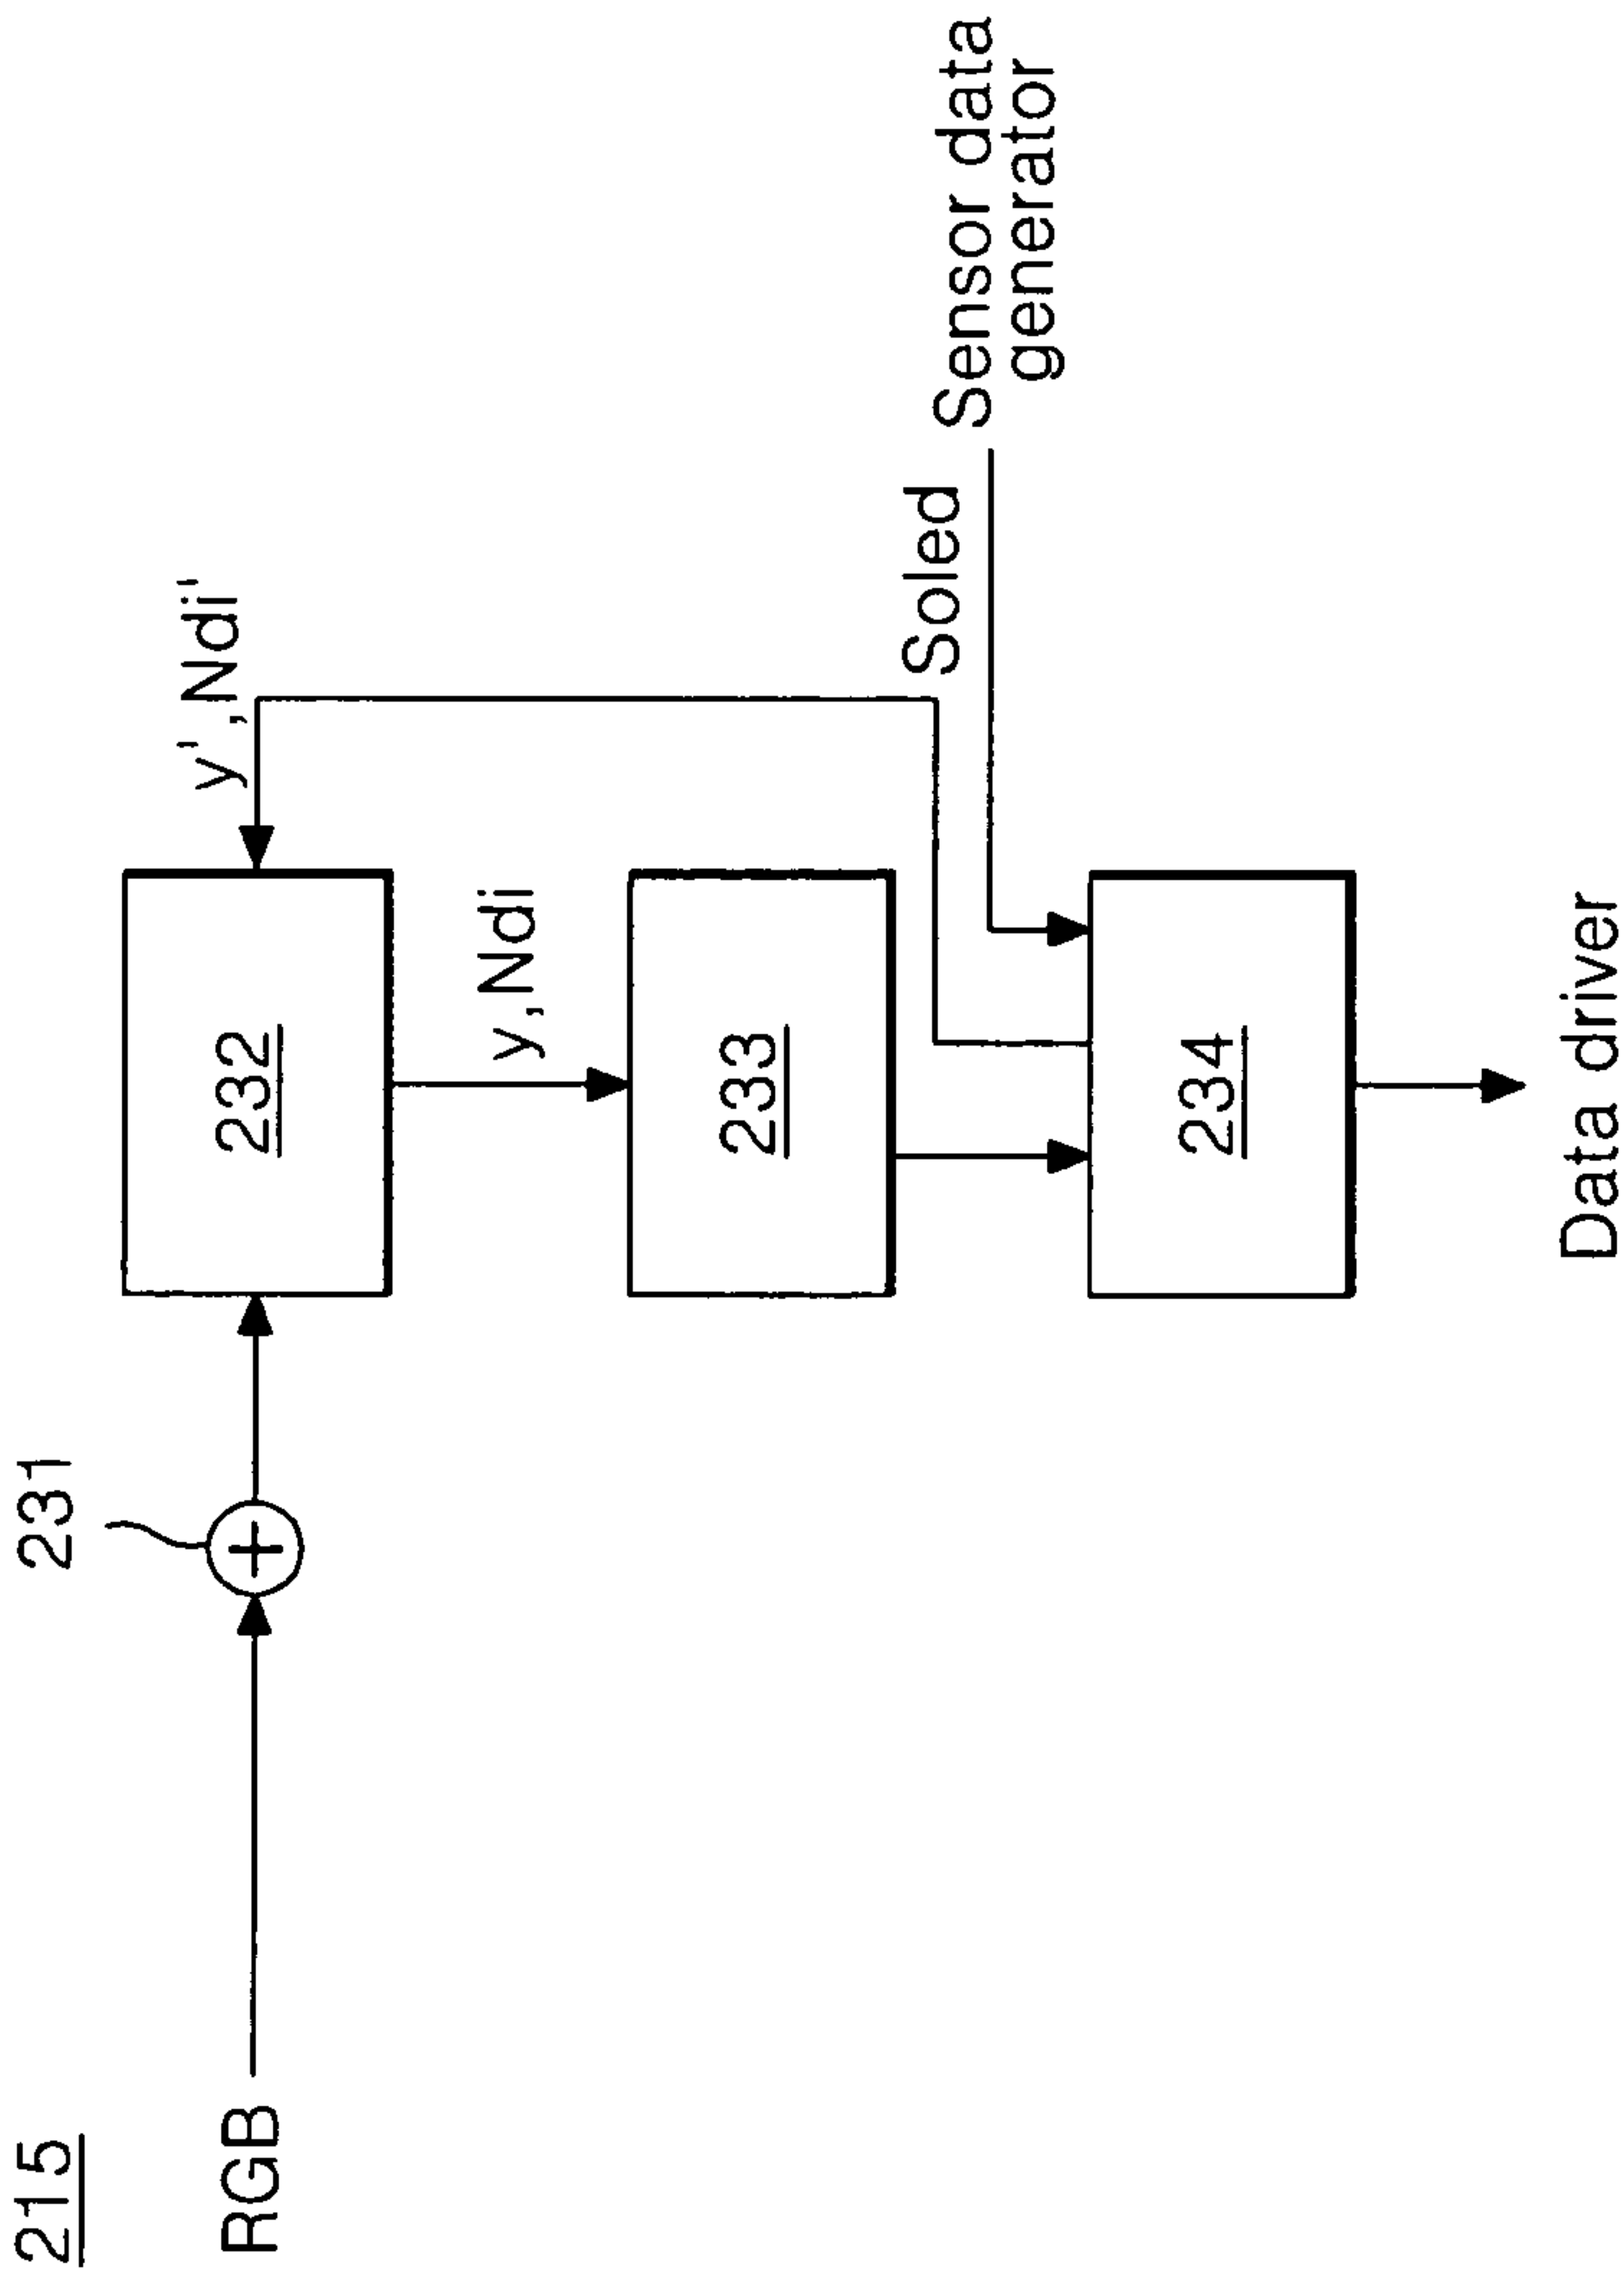 215
231
RGB
232
y',Ndi'
y,Ndi
233
Soled
Sensor data
generator
234
Data driver